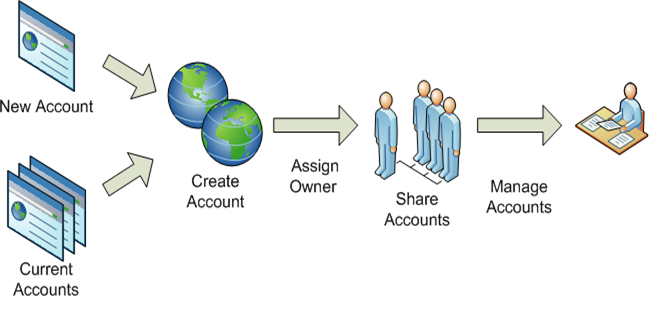 New Account
Create
Account
Assign
Owner
Share
Accounts
Manage
Accounts
Current
Accounts